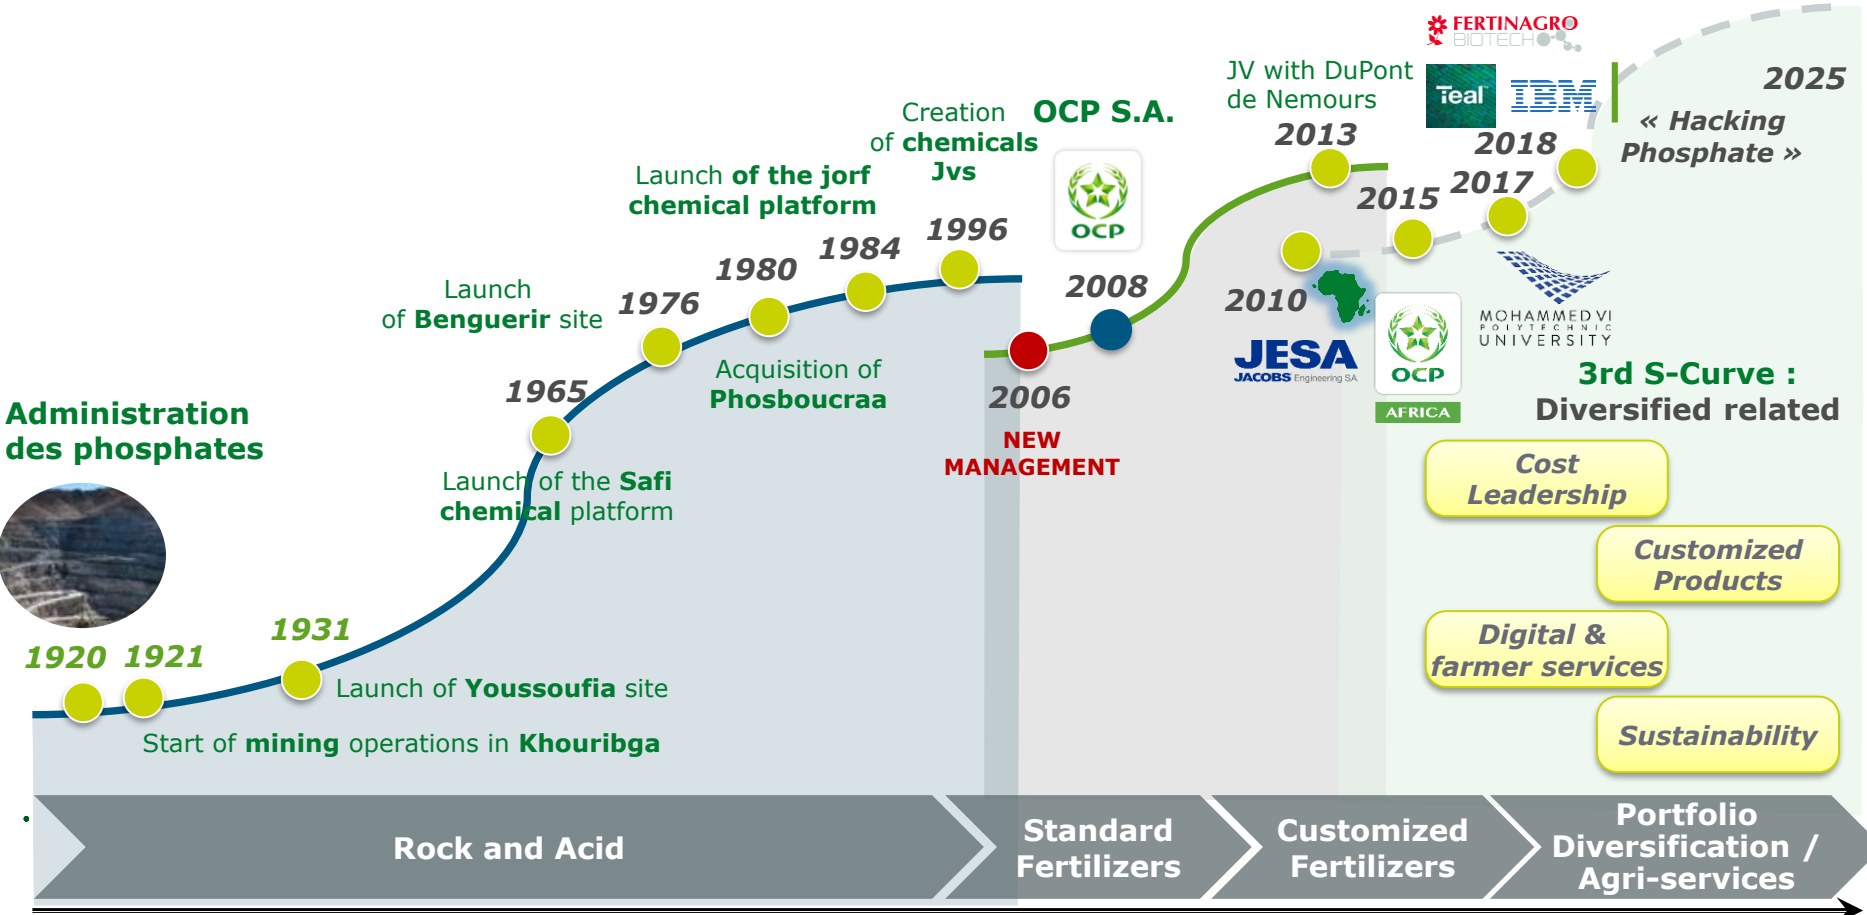 FERTINAGRO
BIOTECH
JV with DuPont
de Nemours
2013
Teal
IBM
2025
« Hacking
Phosphate »
2018
2017
2015
Creation
of chemicals
Jvs
OCP S.A.
OCP
Launch of the jorf
chemical platform
1996
1984
1980
2008
2010
JESA
JACOBS Engineering SA
OCP
AFRICA
MOHAMMED VI
POLYTECHNIC
UNIVERSITY
Launch
of Benguerir site
1976
1965
Acquisition of
Phosboucraa
2006
NEW
MANAGEMENT
3rd S-Curve :
Diversified related
Administration
des phosphates
Launch of the Safi
chemical platform
Cost
Leadership
Customized
Products
Digital &
farmer services
Sustainability
1920
1921
1931
Launch of Youssoufia site
Start of mining operations in Khouribga
Rock and Acid
Standard
Fertilizers
Customized
Fertilizers
Portfolio
Diversification /
Agri-services